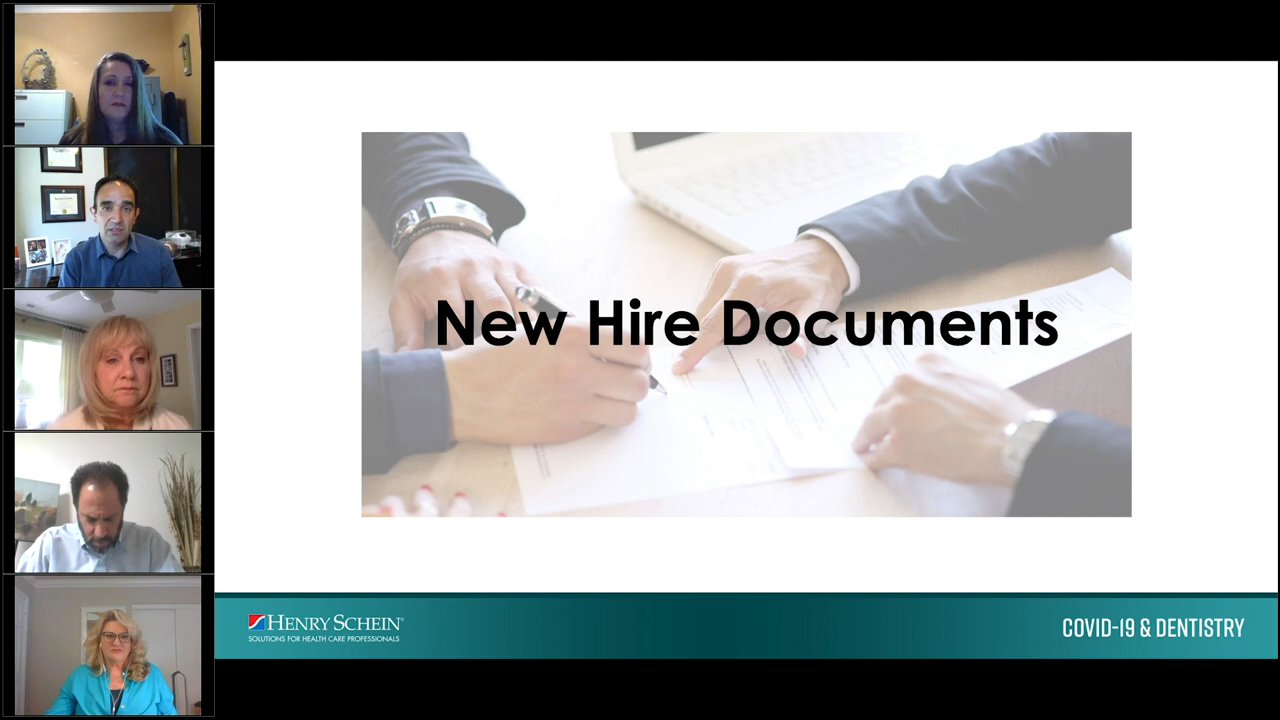 New Hire Documents
HENRY SCHEIN®
SOLUTIONS FOR HEALTH CARE PROFESSIONALS
COVID-19 & DENTISTRY